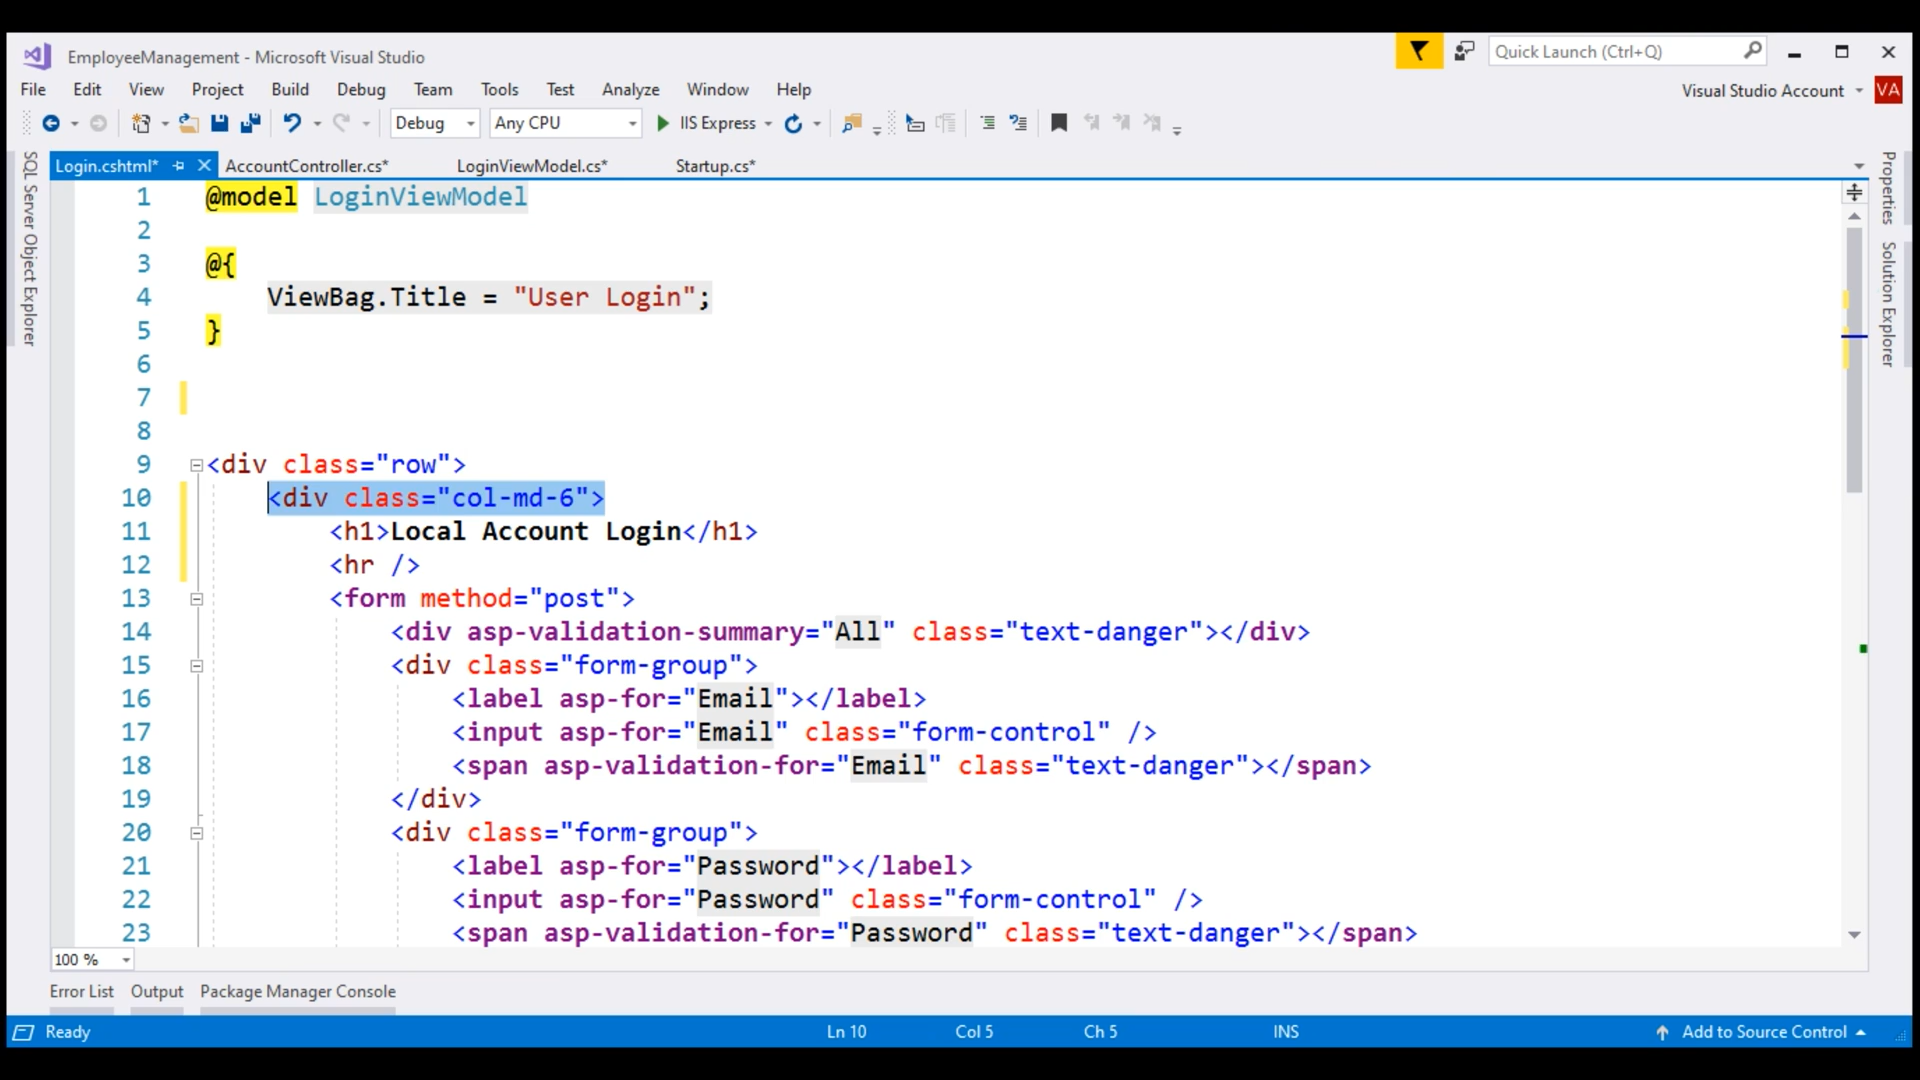 EmployeeManagement - Microsoft Visual Studio
Quick Launch (Ctrl+Q)
File Edit View Project Build Debug Team Tools Test Analyze Window Help
Visual Studio Account VA
Debug Any CPU IIS Express
Login.cshtml* AccountController.cs* LoginViewModel.cs* Startup.cs*
SQL Server Object Explorer
Properties
Solution Explorer
1 @model LoginViewModel
2
3 @{
4 ViewBag.Title = "User Login";
5 }
6
7
8
9 <div class="row">
10 <div class="col-md-6">
11 <h1>Local Account Login</h1>
12 <hr />
13 <form method="post">
14 <div asp-validation-summary="All" class="text-danger"></div>
15 <div class="form-group">
16 <label asp-for="Email"></label>
17 <input asp-for="Email" class="form-control" />
18 <span asp-validation-for="Email" class="text-danger"></span>
19 </div>
20 <div class="form-group">
21 <label asp-for="Password"></label>
22 <input asp-for="Password" class="form-control" />
23 <span asp-validation-for="Password" class="text-danger"></span>
100 %
Error List Output Package Manager Console
Ready Ln 10 Col 5 Ch 5 INS Add to Source Control